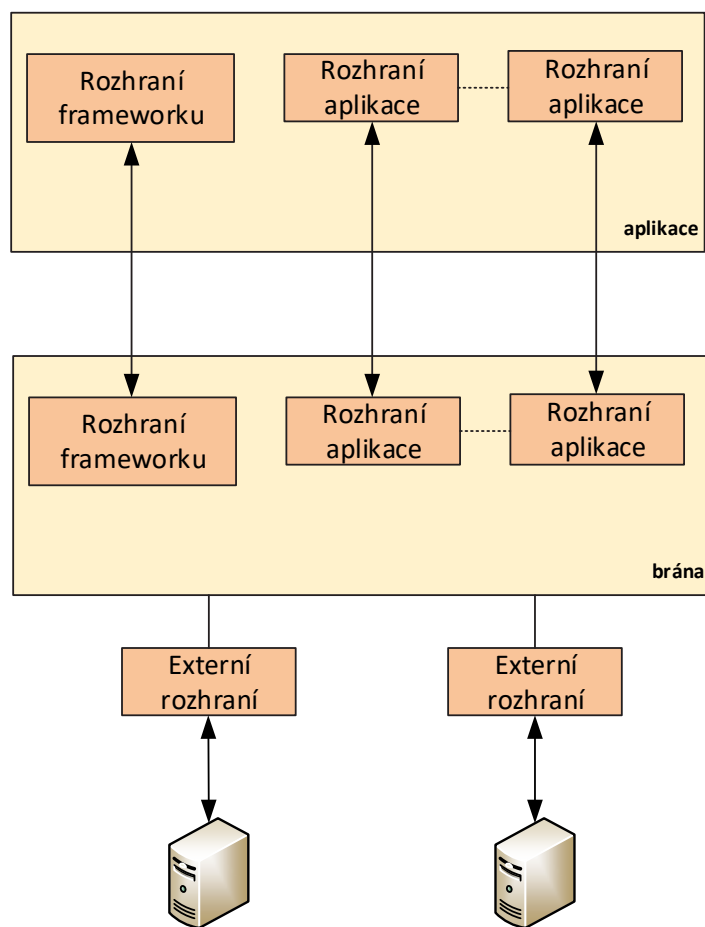 Rozhraní
frameworku
Rozhraní
aplikace
Rozhraní
aplikace
aplikace
Rozhraní
frameworku
Rozhraní
aplikace
Rozhraní
aplikace
brána
Externí
rozhraní
Externí
rozhraní